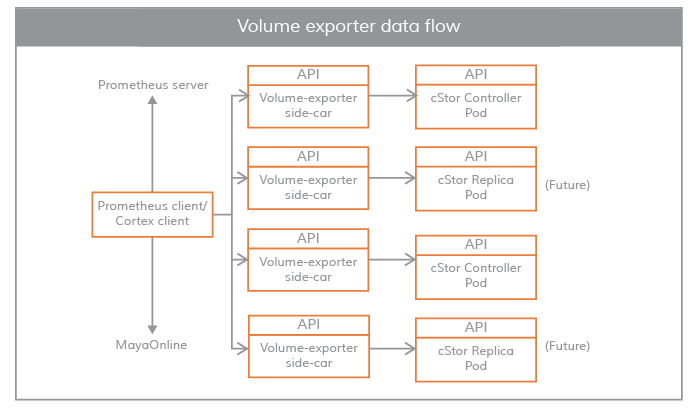 Volume exporter data flow
Prometheus server
Prometheus client/
Cortex client
MayaOnline
API
Volume-exporter
side-car
API
cStor Controller
Pod
API
Volume-exporter
side-car
API
cStor Replica
Pod
(Future)
API
Volume-exporter
side-car
API
cStor Controller
Pod
API
Volume-exporter
side-car
API
cStor Replica
Pod
(Future)